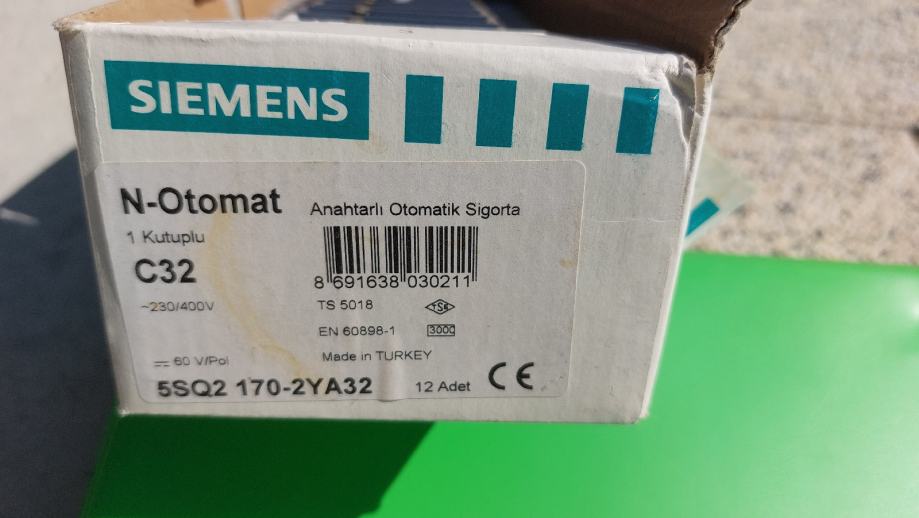 SIEMENS
N-Otomat
Anahtarlı Otomatik Sigorta
1 Kutuplu
C32
8 691638 030211
~230/400V
TS 5018
TSE
EN 60898-1
3000
⎓ 60 V/Pol
Made in TURKEY
5SQ2 170-2YA32
12 Adet
CE